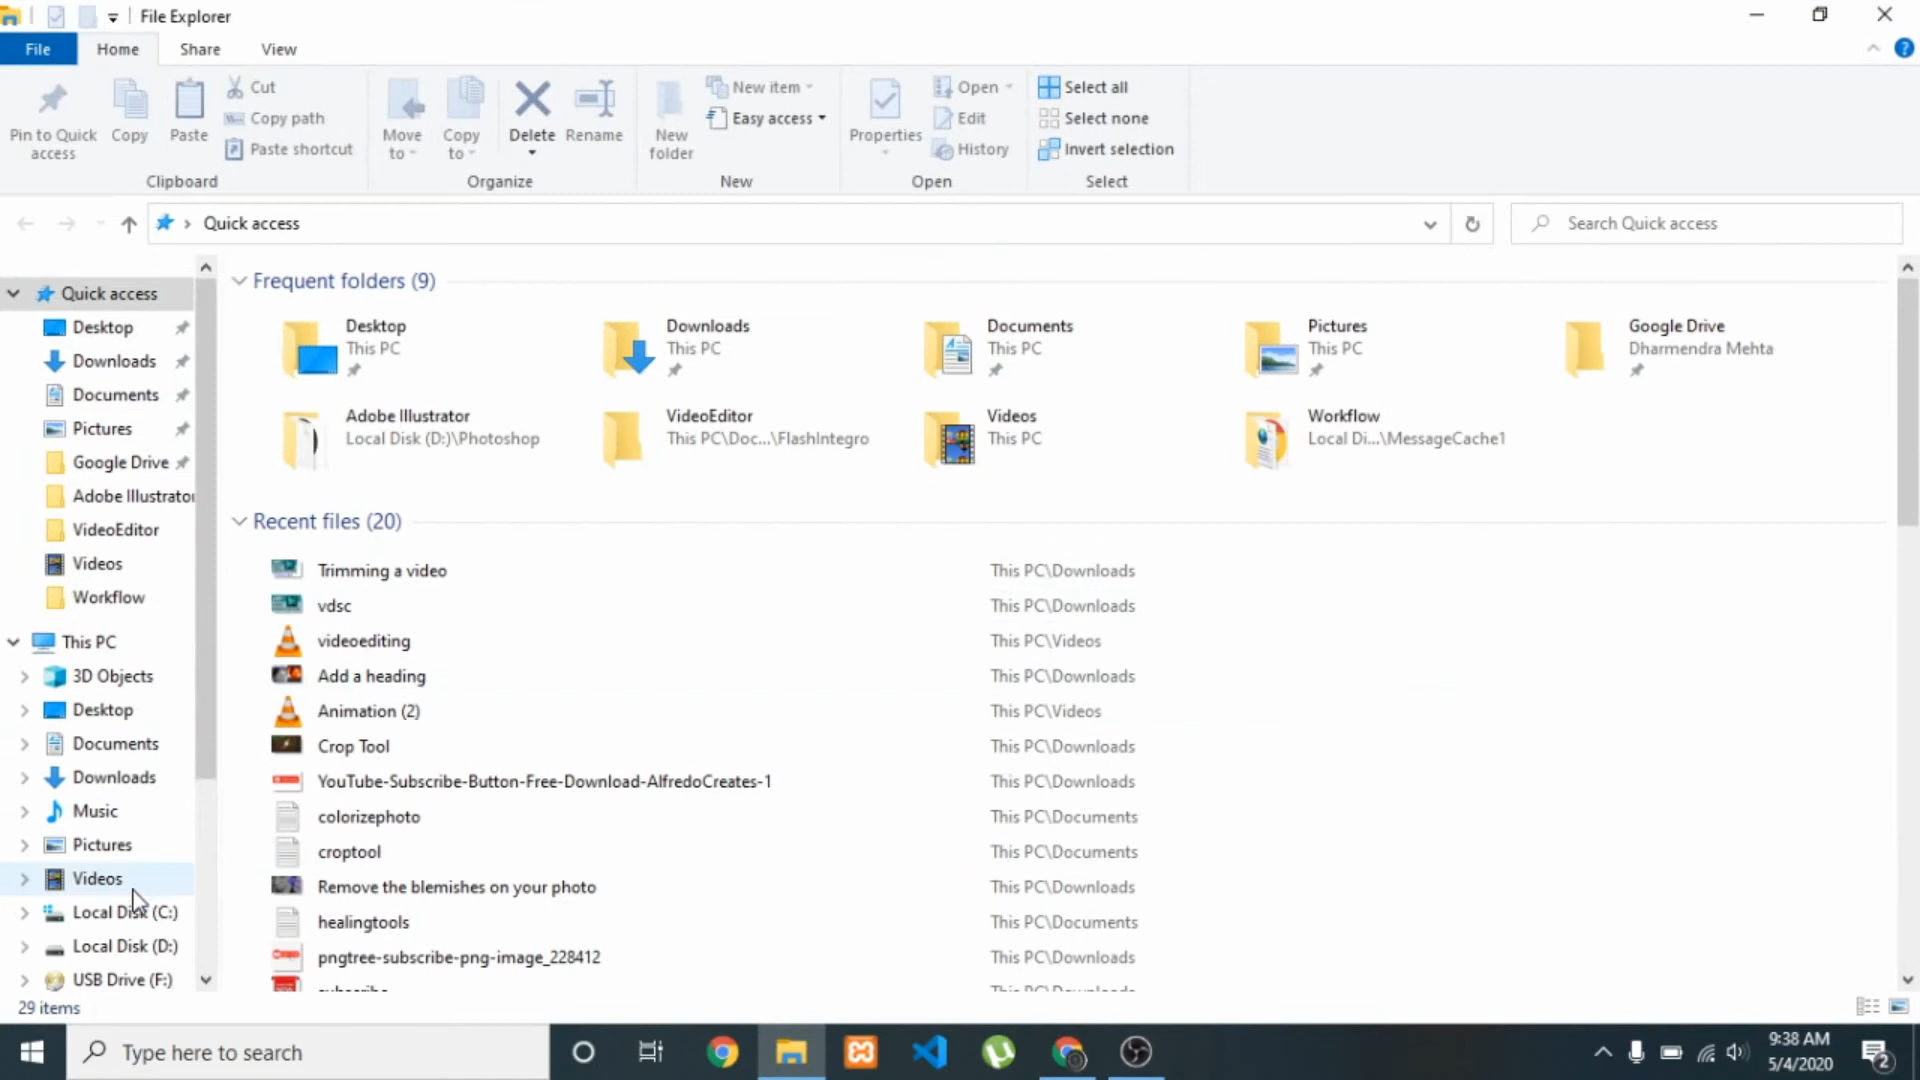 File Explorer
File Home Share View
Pin to Quick access
Copy
Paste
Cut
Copy path
Paste shortcut
Clipboard
Move to
Copy to
Delete
Rename
Organize
New folder
New item
Easy access
New
Properties
Open
Edit
History
Open
Select all
Select none
Invert selection
Select
Quick access
Search Quick access
Quick access
Desktop
Downloads
Documents
Pictures
Google Drive
Adobe Illustrator
VideoEditor
Videos
Workflow
This PC
3D Objects
Desktop
Documents
Downloads
Music
Pictures
Videos
Local Disk (C:)
Local Disk (D:)
USB Drive (F:)
Frequent folders (9)
Desktop
This PC
Downloads
This PC
Documents
This PC
Pictures
This PC
Google Drive
Dharmendra Mehta
Adobe Illustrator
Local Disk (D:)\Photoshop
VideoEditor
This PC\Doc...\FlashIntegro
Videos
This PC
Workflow
Local Di...\MessageCache1
Recent files (20)
Trimming a video This PC\Downloads
vdsc This PC\Downloads
videoediting This PC\Videos
Add a heading This PC\Downloads
Animation (2) This PC\Videos
Crop Tool This PC\Downloads
YouTube-Subscribe-Button-Free-Download-AlfredoCreates-1 This PC\Downloads
colorizephoto This PC\Documents
croptool This PC\Documents
Remove the blemishes on your photo This PC\Downloads
healingtools This PC\Documents
pngtree-subscribe-png-image_228412 This PC\Downloads
subscribe This PC\Downloads
29 items
Type here to search
9:38 AM
5/4/2020
2